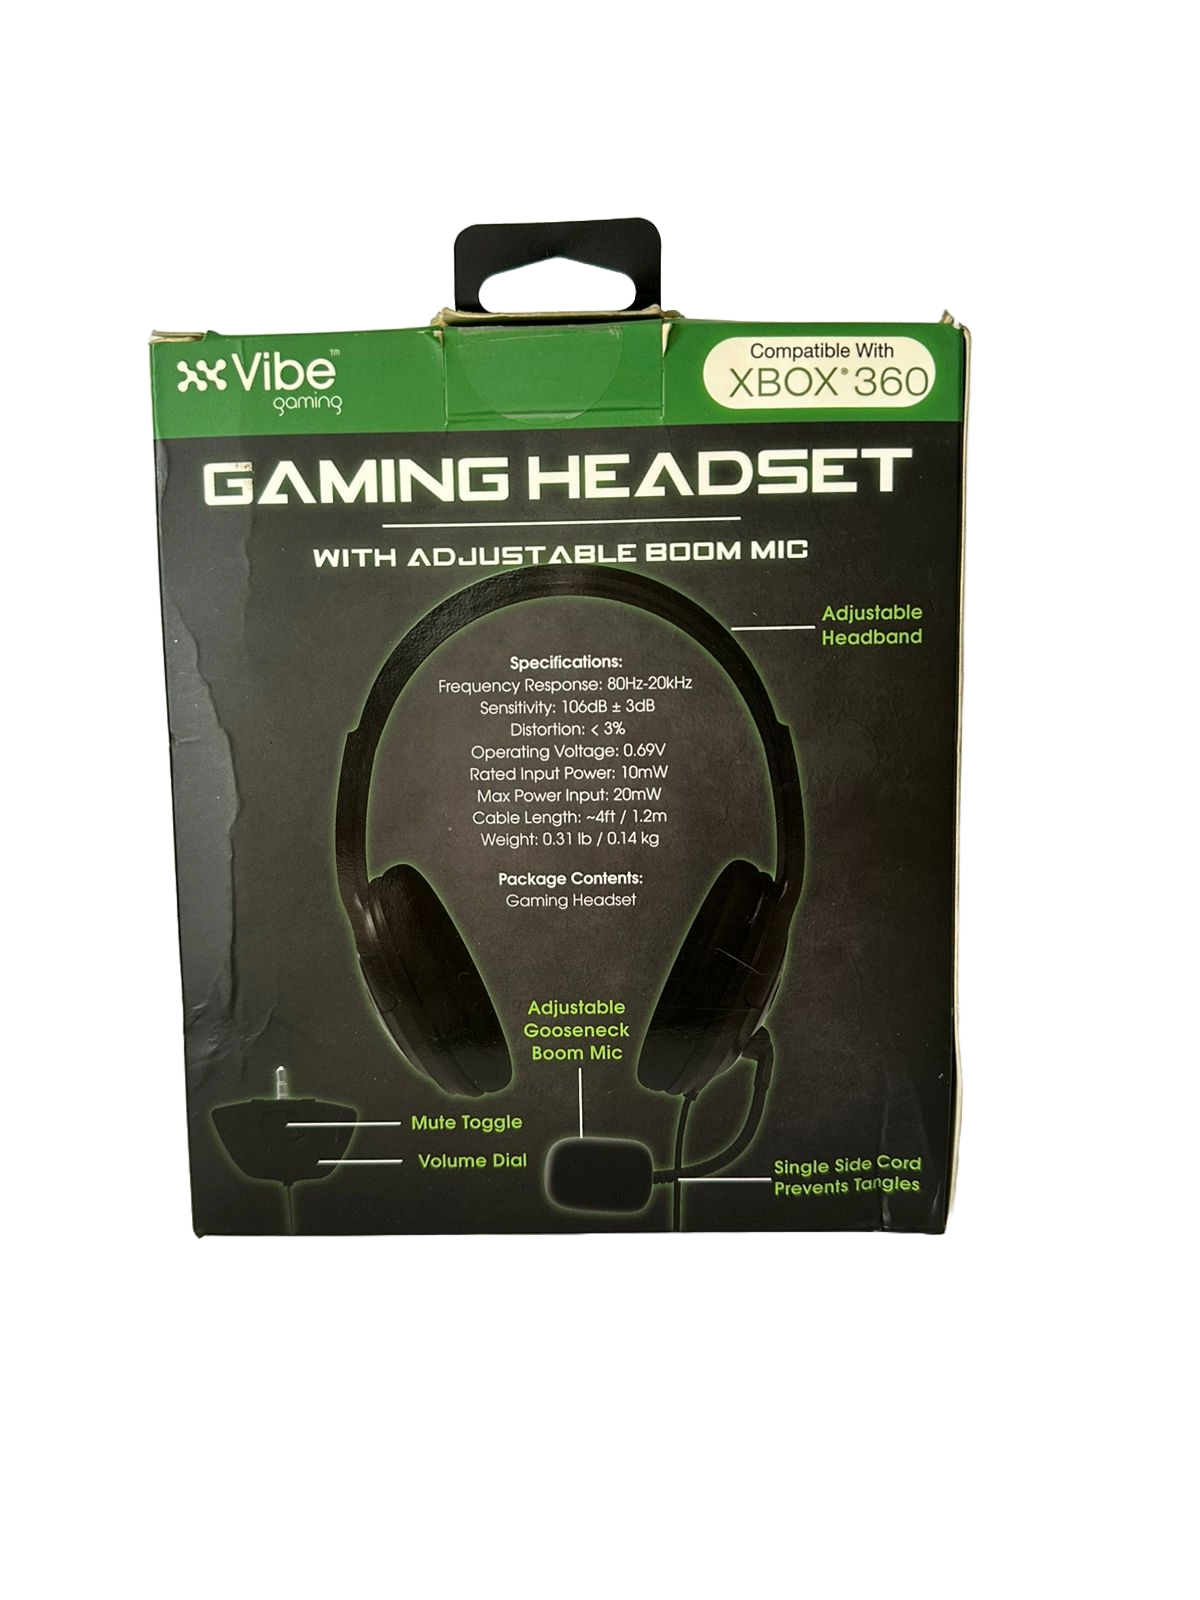 Vibe™
gaming
Compatible With
XBOX® 360
GAMING HEADSET
WITH ADJUSTABLE BOOM MIC
Adjustable
Headband
Specifications:
Frequency Response: 80Hz-20kHz
Sensitivity: 106dB ± 3dB
Distortion: < 3%
Operating Voltage: 0.69V
Rated Input Power: 10mW
Max Power Input: 20mW
Cable Length: ~4ft / 1.2m
Weight: 0.31 lb / 0.14 kg
Package Contents:
Gaming Headset
Adjustable
Gooseneck
Boom Mic
Mute Toggle
Volume Dial
Single Side Cord
Prevents Tangles